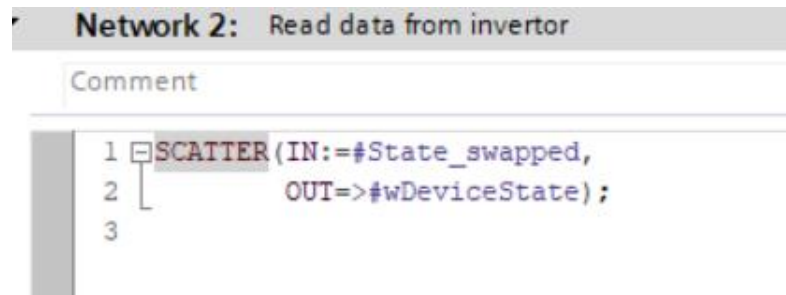 Network 2: Read data from invertor
Comment
1 SCATTER(IN:=#State_swapped,
2 OUT=>#wDeviceState);
3